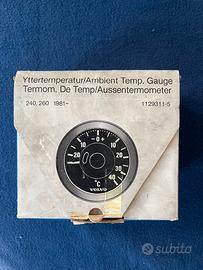 Yttertemperatur/Ambient Temp. Gauge
Termom. De Temp/Aussentermometer
240, 260 1981- 1129311-5
- 0 +
10 10
20 20
30
40
°C
VOLVO
subito